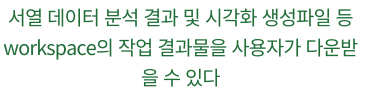 서열 데이터 분석 결과 및 시각화 생성파일 등
workspace의 작업 결과물을 사용자가 다운받
을 수 있다